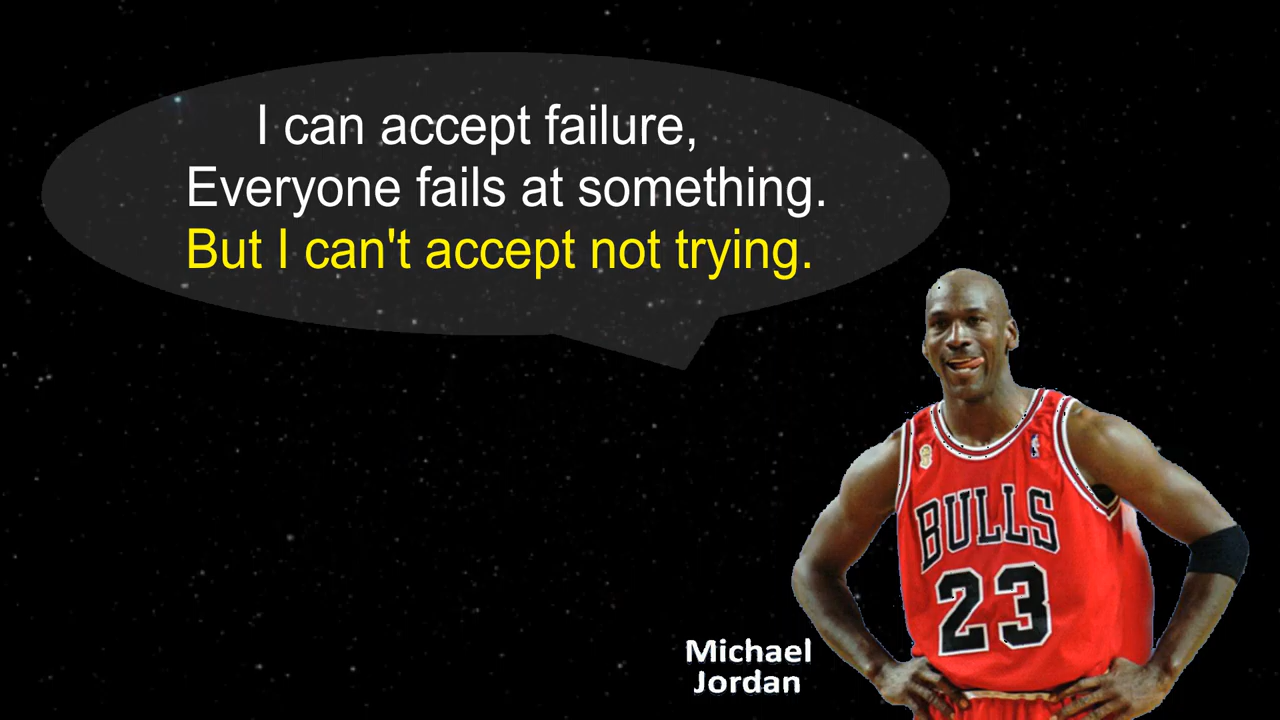 I can accept failure,
Everyone fails at something.
But I can't accept not trying.
BULLS
23
Michael
Jordan